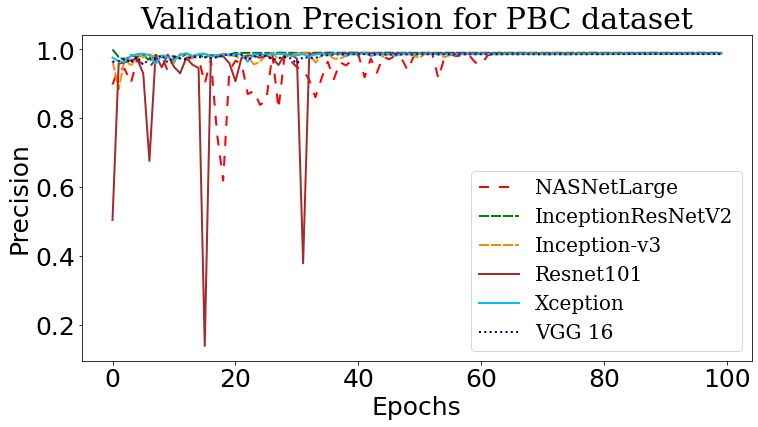 Validation Precision for PBC dataset
Precision
1.0
0.8
0.6
0.4
0.2
NASNetLarge
InceptionResNetV2
Inception-v3
Resnet101
Xception
VGG 16
0 20 40 60 80 100
Epochs